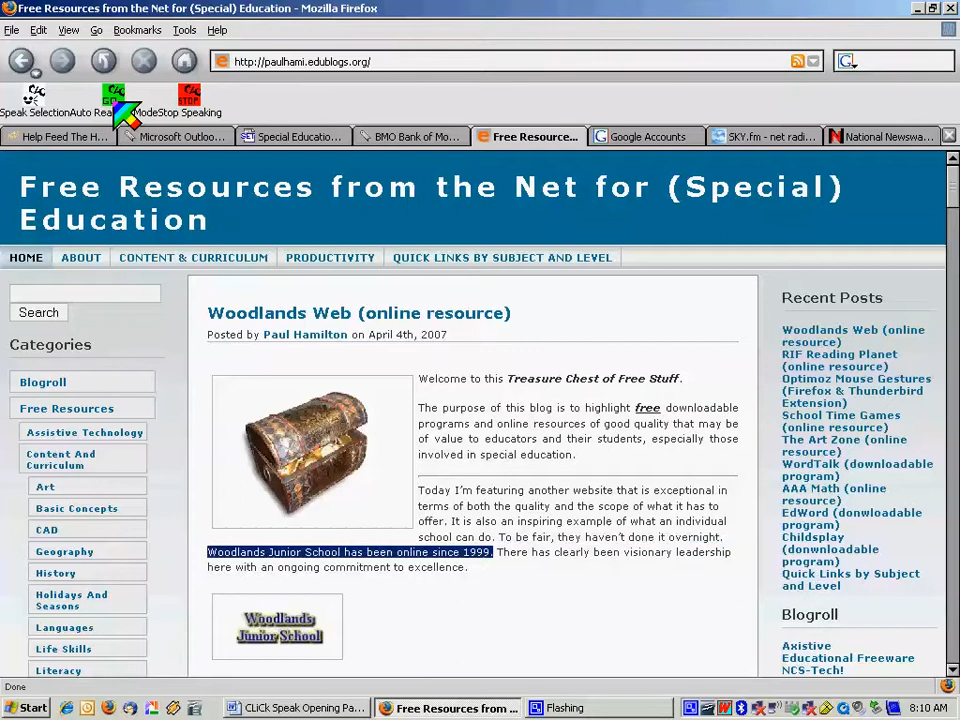 Free Resources from the Net for (Special) Education - Mozilla Firefox
File Edit View Go Bookmarks Tools Help
http://paulhami.edublogs.org/
G
GO
STOP
Speak Selection Auto Rea Mode Stop Speaking
Help Feed The H... Microsoft Outloo... Special Educatio... BMO Bank of Mo... Free Resource... Google Accounts SKY.fm - net radi... National Newswa...
Free Resources from the Net for (Special)
Education
HOME ABOUT CONTENT & CURRICULUM PRODUCTIVITY QUICK LINKS BY SUBJECT AND LEVEL
Search
Categories
Blogroll
Free Resources
Assistive Technology
Content And
Curriculum
Art
Basic Concepts
CAD
Geography
History
Holidays And
Seasons
Languages
Life Skills
Literacy
Woodlands Web (online resource)
Posted by Paul Hamilton on April 4th, 2007
Welcome to this Treasure Chest of Free Stuff.
The purpose of this blog is to highlight free downloadable
programs and online resources of good quality that may be
of value to educators and their students, especially those
involved in special education.
Today I'm featuring another website that is exceptional in
terms of both the quality and the scope of what it has to
offer. It is also an inspiring example of what an individual
school can do. To be fair, they haven't done it overnight.
Woodlands Junior School has been online since 1999. There has clearly been visionary leadership
here with an ongoing commitment to excellence.
Woodlands
Junior School
Recent Posts
Woodlands Web (online
resource)
RIF Reading Planet
(online resource)
Optimoz Mouse Gestures
(Firefox & Thunderbird
Extension)
School Time Games
(online resource)
The Art Zone (online
resource)
WordTalk (downloadable
program)
AAA Math (online
resource)
EdWord (donwloadable
program)
Childsplay
(donwnloadable
program)
Quick Links by Subject
and Level
Blogroll
Axistive
Educational Freeware
NCS-Tech!
Done
Start CLiCk Speak Opening Pa... Free Resources from ... Flashing 8:10 AM